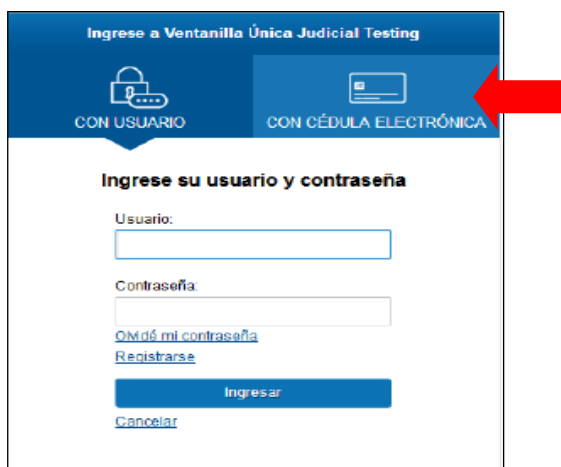 Ingrese a Ventanilla Única Judicial Testing
CON USUARIO
CON CÉDULA ELECTRÓNICA
Ingrese su usuario y contraseña
Usuario:
Contraseña:
Olvidé mi contraseña
Registrarse
Ingresar
Cancelar